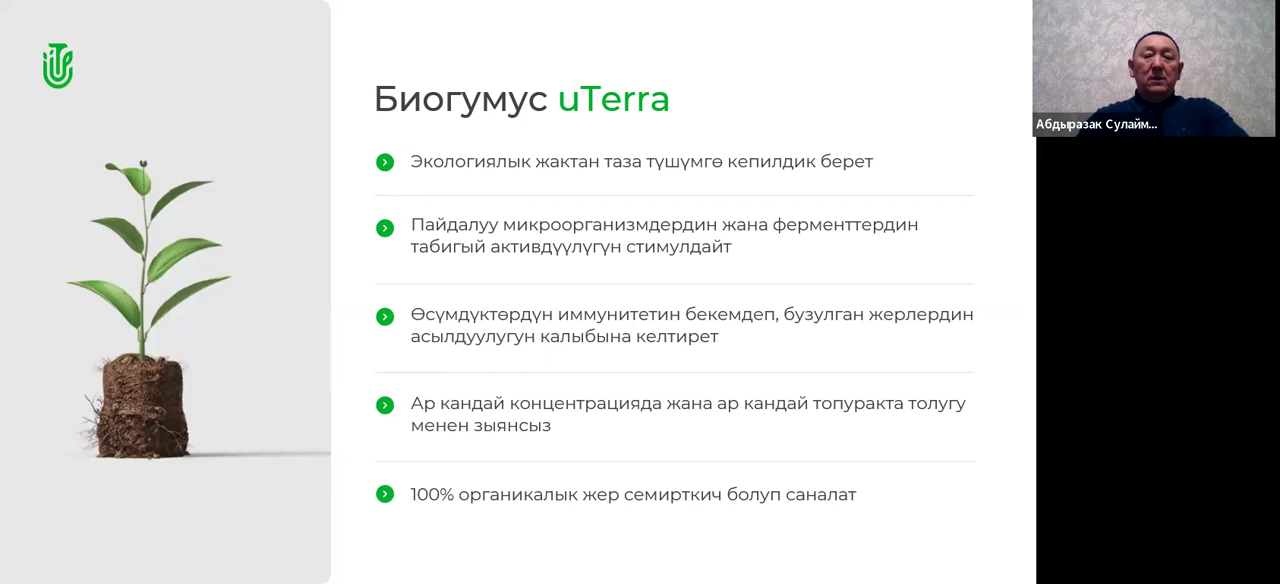 Биогумус uTerra
Экологиялык жактан таза түшүмгө кепилдик берет
Пайдалуу микроорганизмдердин жана ферменттердин
табигый активдүүлүгүн стимулдайт
Өсүмдүктөрдүн иммунитетин бекемдеп, бузулган жерлердин
асылдуулугун калыбына келтирет
Ар кандай концентрацияда жана ар кандай топуракта толугу
менен зыянсыз
100% органикалык жер семирткич болуп саналат
Абдыразак Сулайм...